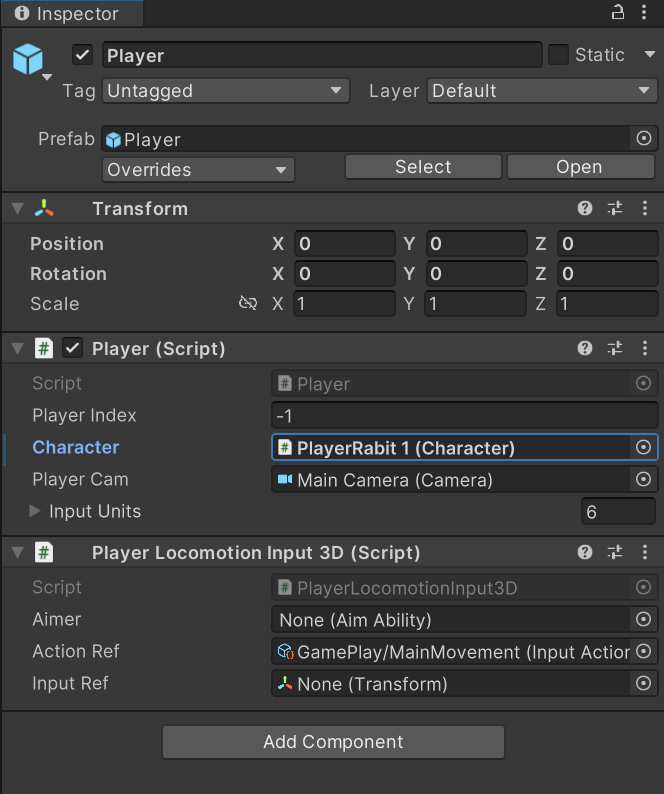 Inspector
Player Static
Tag Untagged Layer Default
Prefab Player
Overrides Select Open
Transform
Position X 0 Y 0 Z 0
Rotation X 0 Y 0 Z 0
Scale X 1 Y 1 Z 1
# Player (Script)
Script # Player
Player Index -1
Character # PlayerRabit 1 (Character)
Player Cam Main Camera (Camera)
Input Units 6
# Player Locomotion Input 3D (Script)
Script # PlayerLocomotionInput3D
Aimer None (Aim Ability)
Action Ref GamePlay/MainMovement (Input Action
Input Ref None (Transform)
Add Component